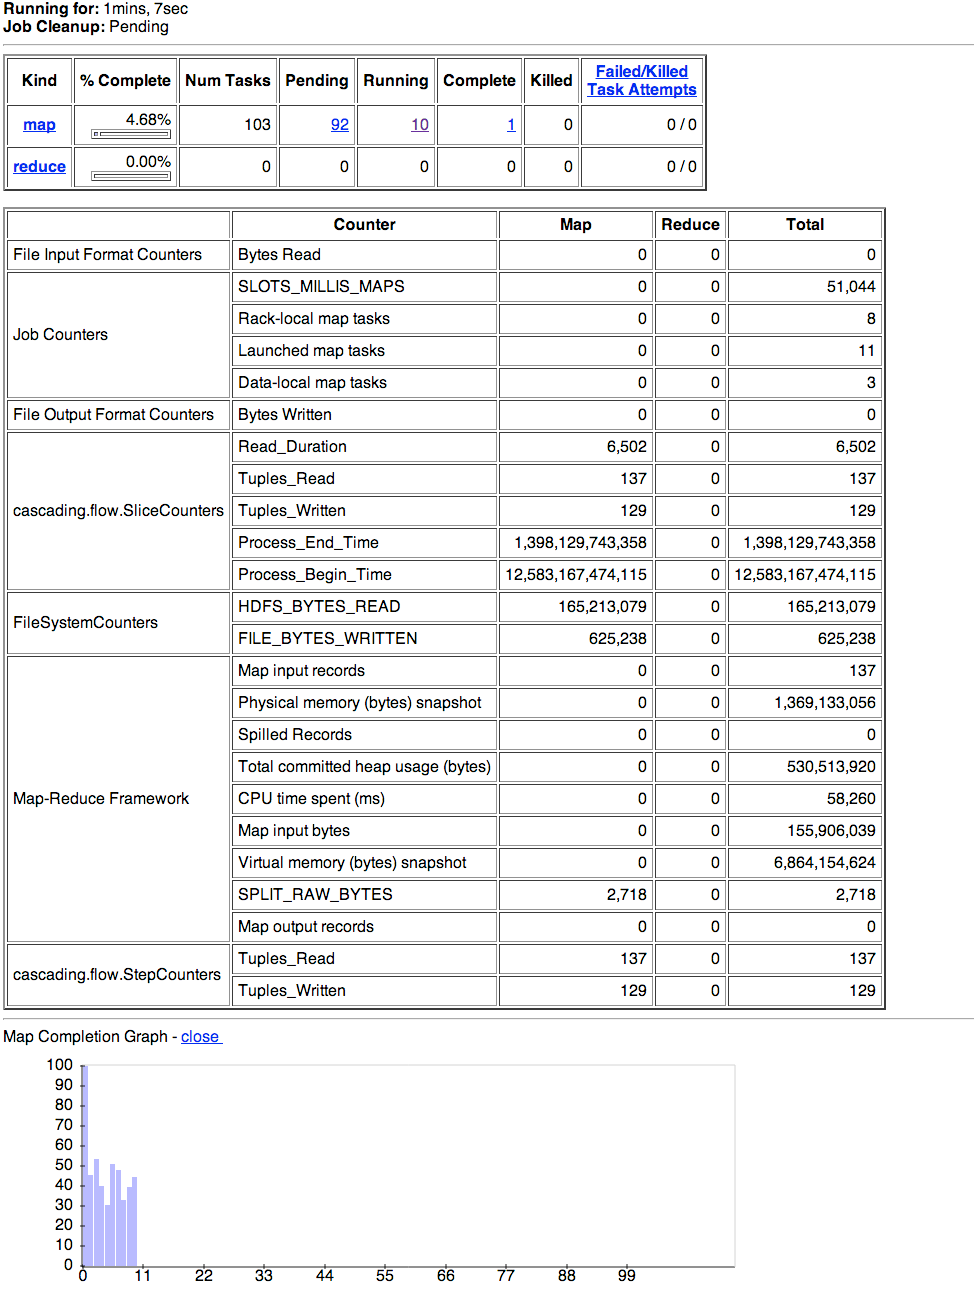 Running for: 1mins, 7sec
Job Cleanup: Pending
Kind % Complete Num Tasks Pending Running Complete Killed Failed/Killed Task Attempts
map 4.68% 103 92 10 1 0 0 / 0
reduce 0.00% 0 0 0 0 0 0 / 0
Counter Map Reduce Total
File Input Format Counters Bytes Read 0 0 0
Job Counters SLOTS_MILLIS_MAPS 0 0 51,044
Rack-local map tasks 0 0 8
Launched map tasks 0 0 11
Data-local map tasks 0 0 3
File Output Format Counters Bytes Written 0 0 0
cascading.flow.SliceCounters Read_Duration 6,502 0 6,502
Tuples_Read 137 0 137
Tuples_Written 129 0 129
Process_End_Time 1,398,129,743,358 0 1,398,129,743,358
Process_Begin_Time 12,583,167,474,115 0 12,583,167,474,115
FileSystemCounters HDFS_BYTES_READ 165,213,079 0 165,213,079
FILE_BYTES_WRITTEN 625,238 0 625,238
Map-Reduce Framework Map input records 0 0 137
Physical memory (bytes) snapshot 0 0 1,369,133,056
Spilled Records 0 0 0
Total committed heap usage (bytes) 0 0 530,513,920
CPU time spent (ms) 0 0 58,260
Map input bytes 0 0 155,906,039
Virtual memory (bytes) snapshot 0 0 6,864,154,624
SPLIT_RAW_BYTES 2,718 0 2,718
Map output records 0 0 0
cascading.flow.StepCounters Tuples_Read 137 0 137
Tuples_Written 129 0 129
Map Completion Graph - close
100
90
80
70
60
50
40
30
20
10
0
0 11 22 33 44 55 66 77 88 99